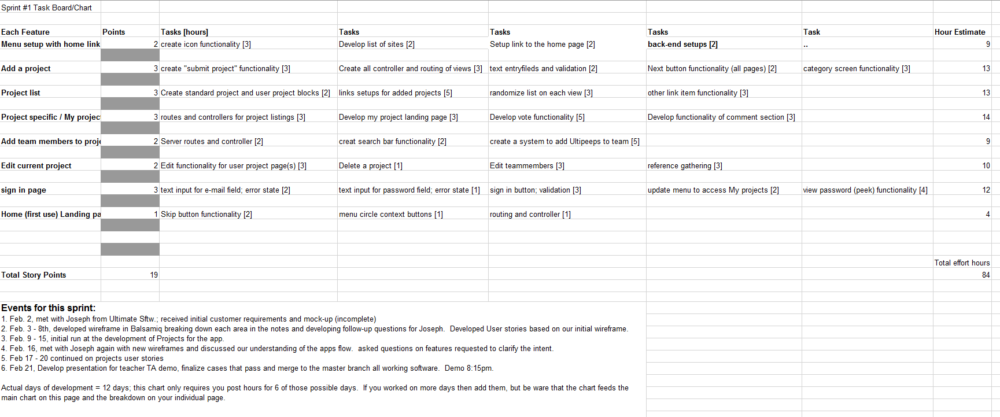 Sprint #1 Task Board/Chart
Each Feature Points Tasks [hours] Tasks Tasks Tasks Task Hour Estimate
Menu setup with home link 2 create icon functionality [3] Develop list of sites [2] Setup link to the home page [2] back-end setups [2] .. 9
Add a project 3 create "submit project" functionality [3] Create all controller and routing of views [3] text entryfileds and validation [2] Next button functionality (all pages) [2] category screen functionality [3] 13
Project list 3 Create standard project and user project blocks [2] links setups for added projects [5] randomize list on each view [3] other link item functionality [3] 13
Project specific / My projec 3 routes and controllers for project listings [3] Develop my project landing page [3] Develop vote functionality [5] Develop functionality of comment section [3] 14
Add team members to proje 2 Server routes and controller [2] creat search bar functionality [2] create a system to add Ultipeeps to team [5] 9
Edit current project 2 Edit functionality for user project page(s) [3] Delete a project [1] Edit teammembers [3] reference gathering [3] 10
sign in page 3 text input for e-mail field; error state [2] text input for password field; error state [1] sign in button; validation [3] update menu to access My projects [2] view password (peek) functionality [4] 12
Home (first use) Landing pa 1 Skip button functionality [2] menu circle context buttons [1] routing and controller [1] 4
Total effort hours
Total Story Points 19 84
Events for this sprint:
1. Feb. 2, met with Joseph from Ultimate Sftw.; received initial customer requirements and mock-up (incomplete)
2. Feb. 3 - 8th, developed wireframe in Balsamiq breaking down each area in the notes and developing follow-up questions for Joseph.  Developed User stories based on our initial wireframe.
3. Feb. 9 - 15, initial run at the development of Projects for the app.
4. Feb. 16, met with Joseph again with new wireframes and discussed our understanding of the apps flow.  asked questions on features requested to clarify the intent.
5. Feb 17 - 20 continued on projects user stories
6. Feb 21, Develop presentation for teacher TA demo, finalize cases that pass and merge to the master branch all working software.  Demo 8:15pm.
Actual days of development = 12 days; this chart only requires you post hours for 6 of those possible days.  If you worked on more days then add them, but be ware that the chart feeds the
main chart on this page and the breakdown on your individual page.